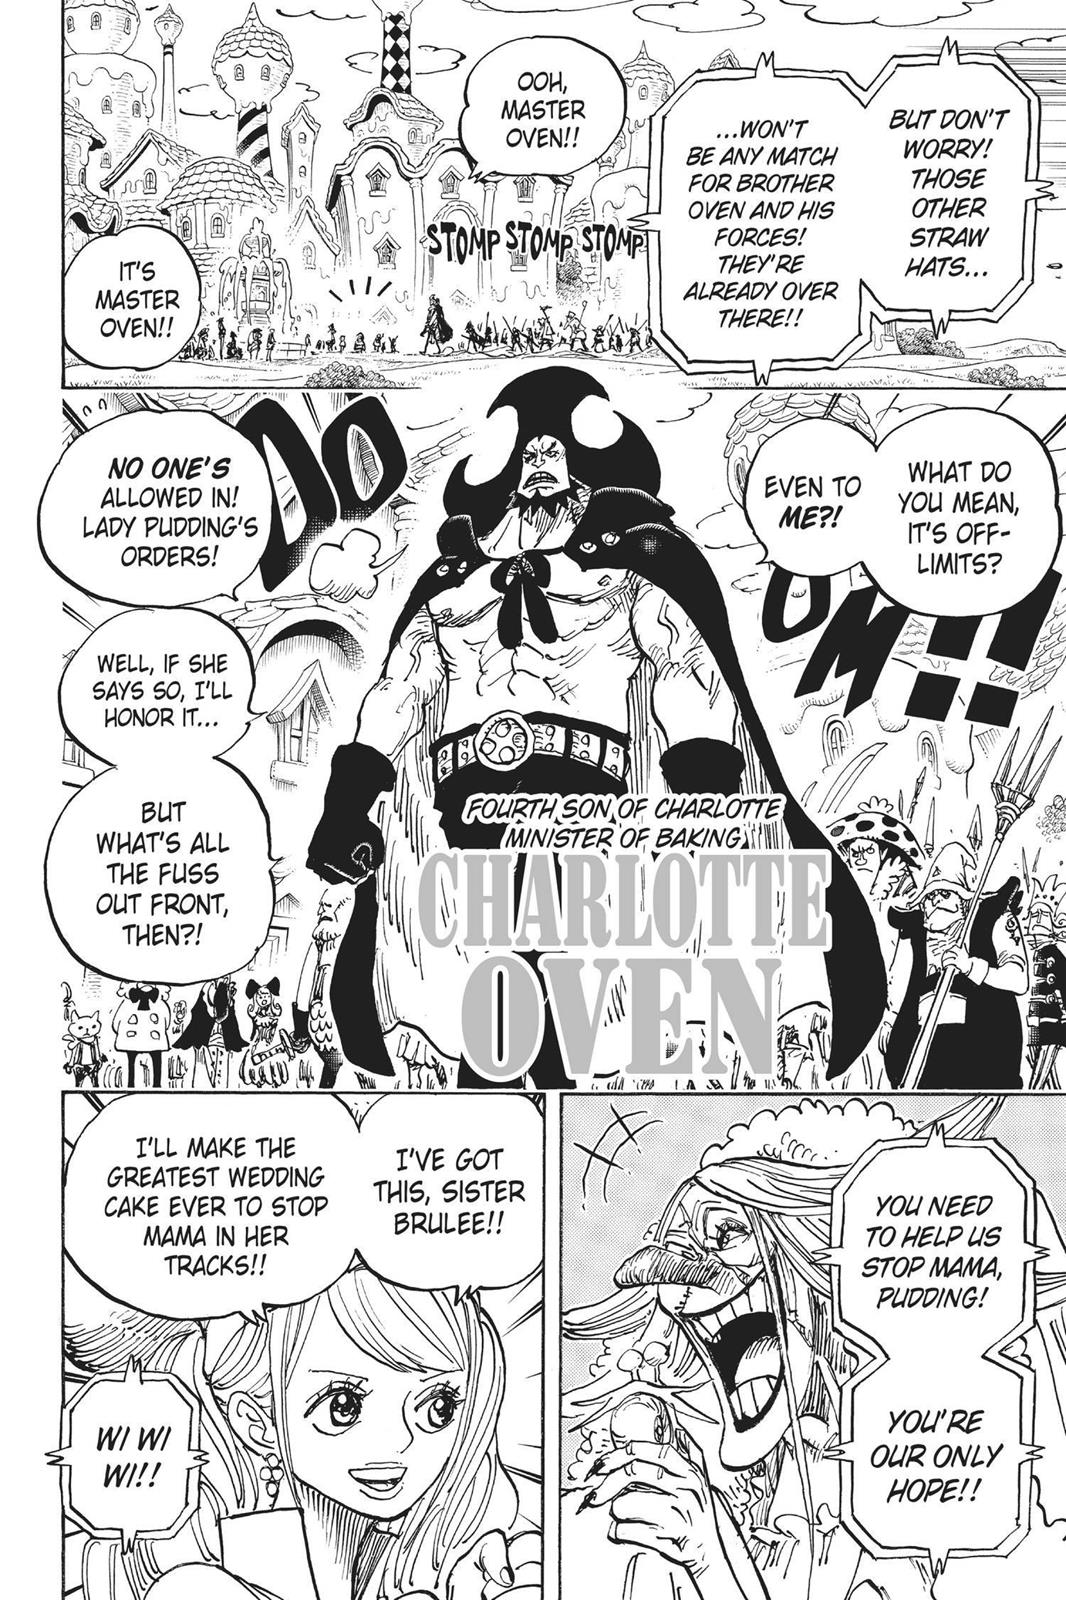 BUT DON'T
WORRY!
THOSE
OTHER
STRAW
HATS...
...WON'T
BE ANY MATCH
FOR BROTHER
OVEN AND HIS
FORCES!
THEY'RE
ALREADY OVER
THERE!!
OOH,
MASTER
OVEN!!
STOMP STOMP STOMP
IT'S
MASTER
OVEN!!
WHAT DO
YOU MEAN,
IT'S OFF-
LIMITS?
EVEN TO
ME?!
DOOM!!
NO ONE'S
ALLOWED IN!
LADY PUDDING'S
ORDERS!
WELL, IF SHE
SAYS SO, I'LL
HONOR IT...
BUT
WHAT'S ALL
THE FUSS
OUT FRONT,
THEN?!
FOURTH SON OF CHARLOTTE
MINISTER OF BAKING
CHARLOTTE
OVEN
YOU NEED
TO HELP US
STOP MAMA,
PUDDING!
YOU'RE
OUR ONLY
HOPE!!
I'VE GOT
THIS, SISTER
BRULEE!!
I'LL MAKE THE
GREATEST WEDDING
CAKE EVER TO STOP
MAMA IN HER
TRACKS!!
WI WI
WI!!